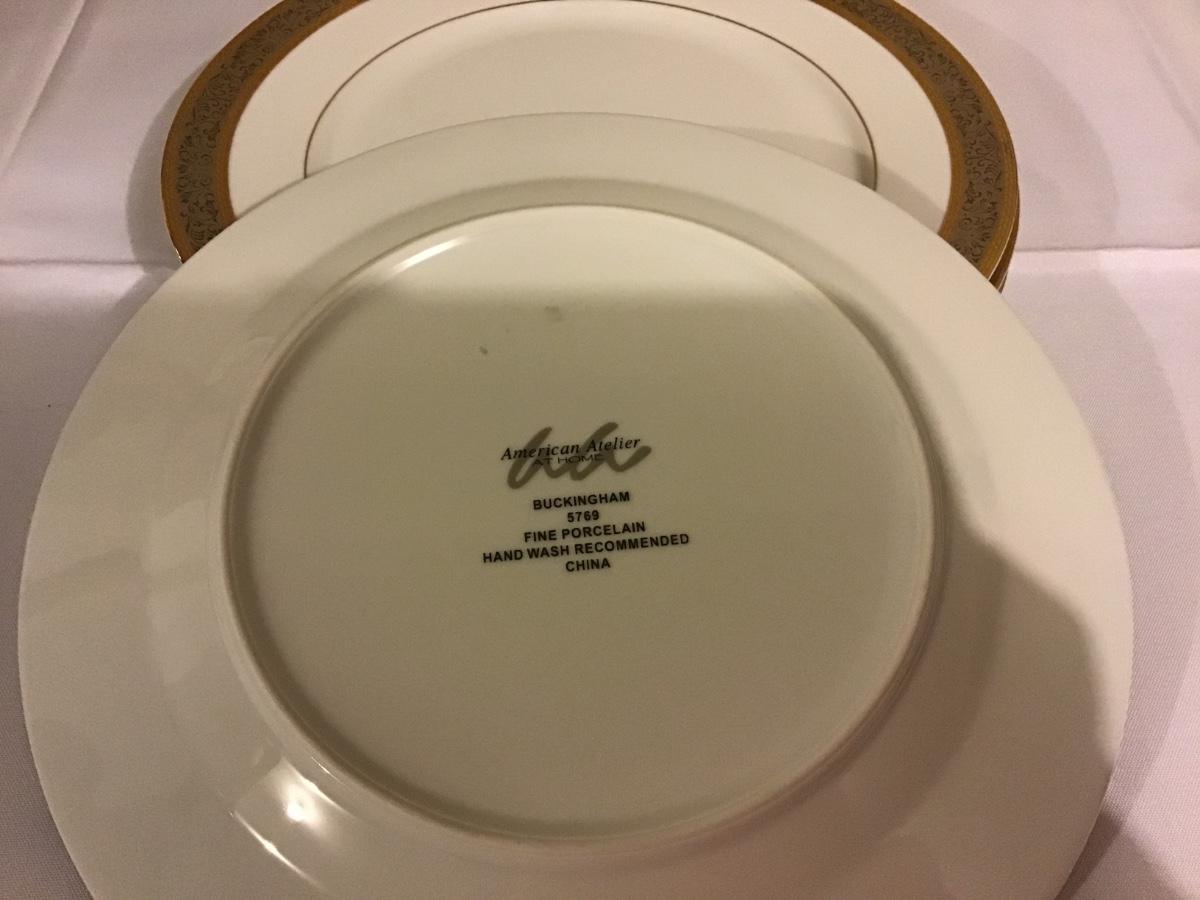 American Atelier
AT HOME
BUCKINGHAM
5769
FINE PORCELAIN
HAND WASH RECOMMENDED
CHINA